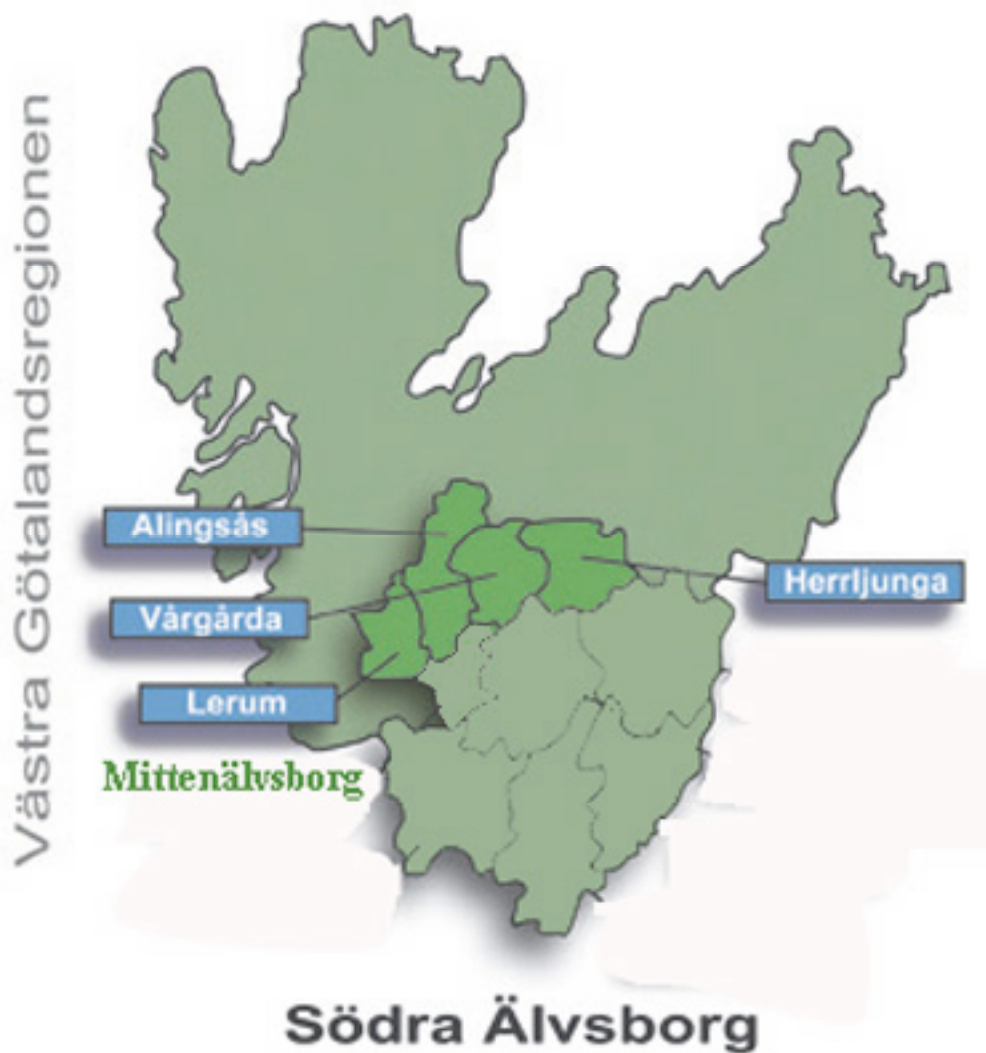 Västra Götalandsregionen
Alingsås
Vårgårda
Herrljunga
Lerum
Mittenälvsborg
Södra Älvsborg